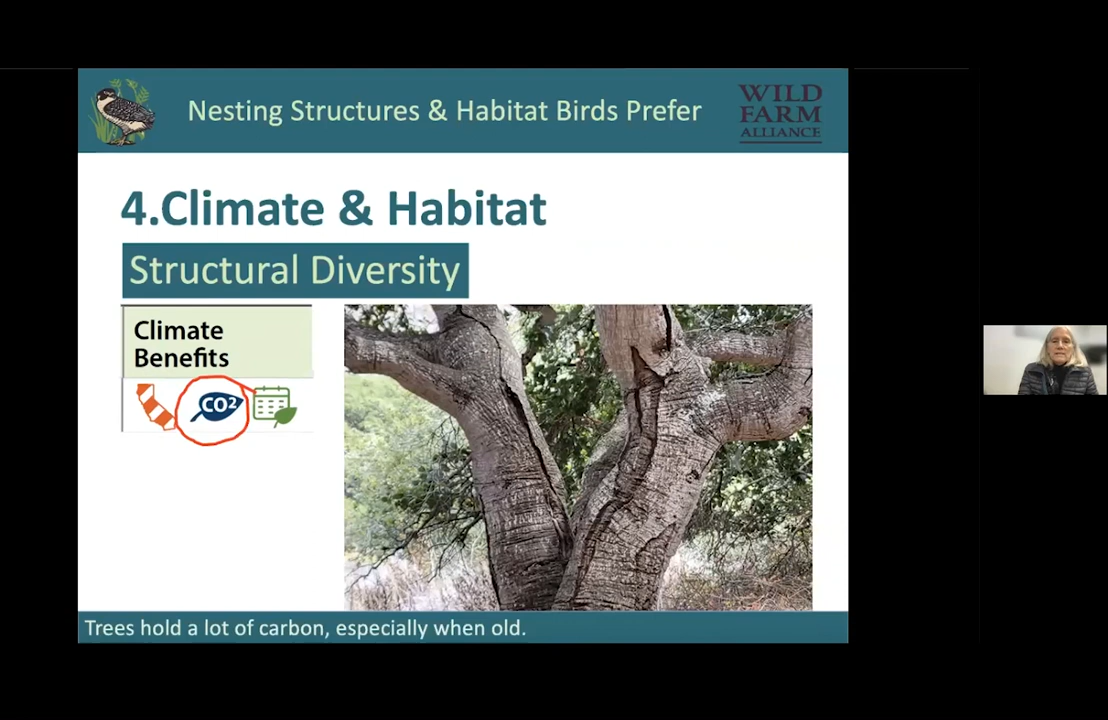 Nesting Structures & Habitat Birds Prefer
WILD
FARM
ALLIANCE
4.Climate & Habitat
Structural Diversity
Climate
Benefits
CO2
Trees hold a lot of carbon, especially when old.